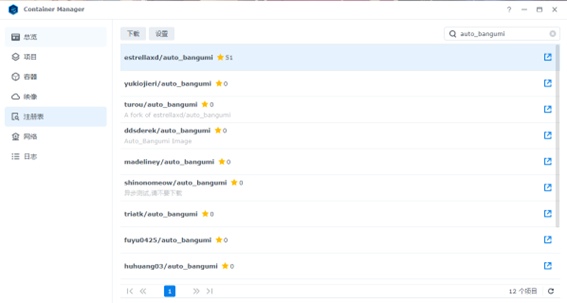 Container Manager
总览
项目
容器
映像
注册表
网络
日志
下载
设置
auto_bangumi
estrellaxd/auto_bangumi 51
yukiojieri/auto_bangumi 0
turou/auto_bangumi 0
A fork of estrellaxd/auto_bangumi
ddsderek/auto_bangumi 0
Auto_Bangumi Image
madeliney/auto_bangumi 0
shinonomeow/auto_bangumi 0
异步测试,请不要下载
triatk/auto_bangumi 0
fuyu0425/auto_bangumi 0
huhuang03/auto_bangumi 0
1
12 个项目